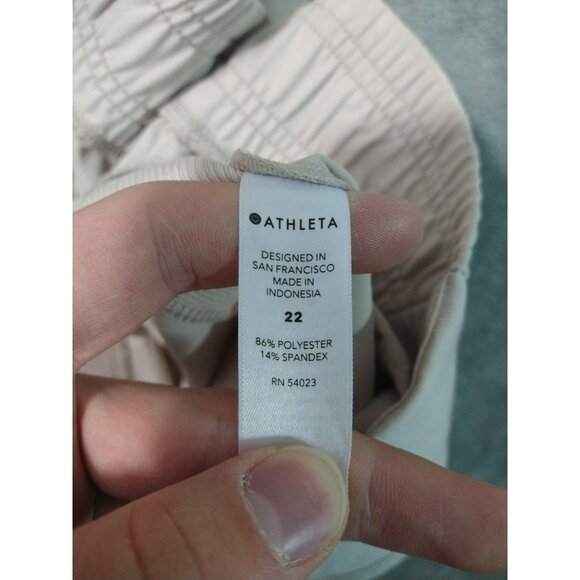 ATHLETA
DESIGNED IN
SAN FRANCISCO
MADE IN
INDONESIA
22
86% POLYESTER
14% SPANDEX
RN 54023